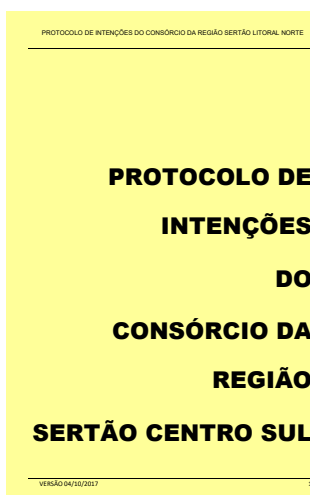 PROTOCOLO DE INTENÇÕES DO CONSÓRCIO DA REGIÃO SERTÃO LITORAL NORTE
PROTOCOLO DE
INTENÇÕES
DO
CONSÓRCIO DA
REGIÃO
SERTÃO CENTRO SUL
VERSÃO 04/10/2017